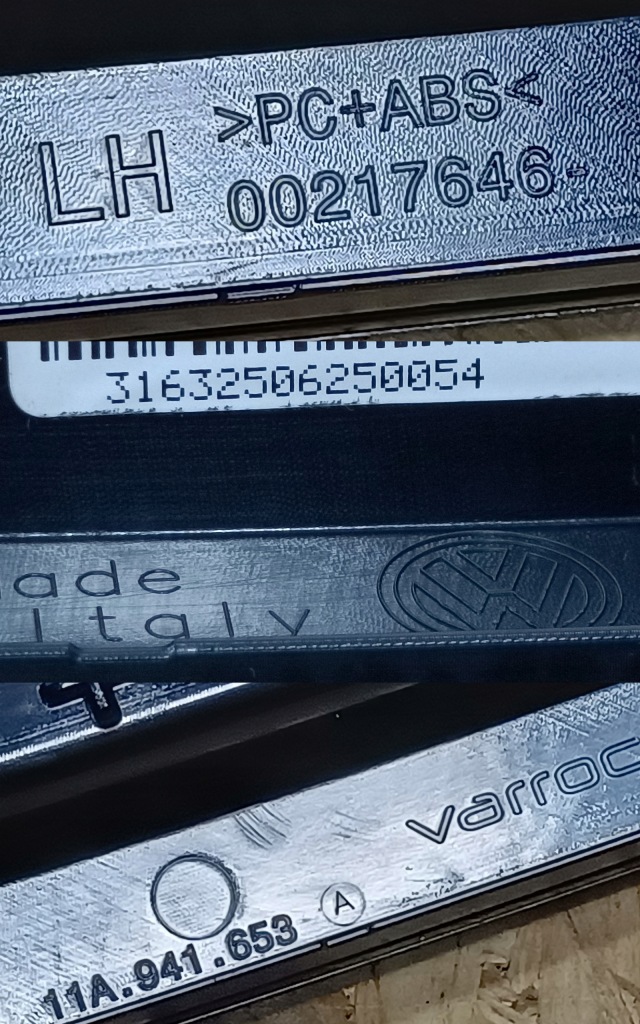 LH >PC+ABS<
00217646-
31632506250054
ade
Italy
varroc
A
11A.941.653